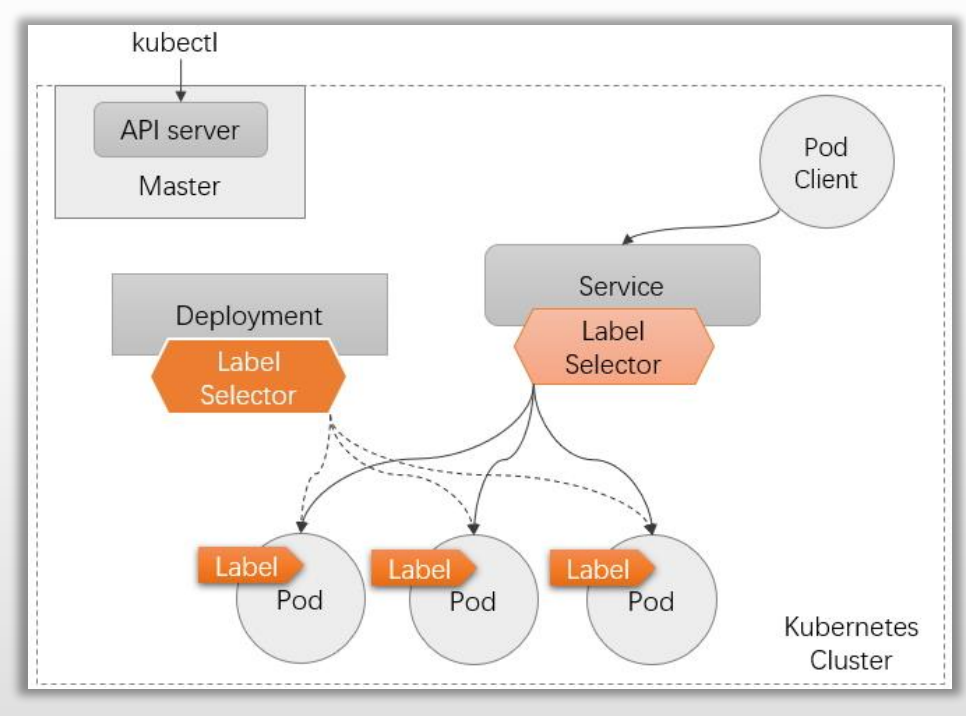 kubectl
API server
Master
Pod
Client
Service
Label
Selector
Deployment
Label
Selector
Label
Pod
Label
Pod
Label
Pod
Kubernetes
Cluster